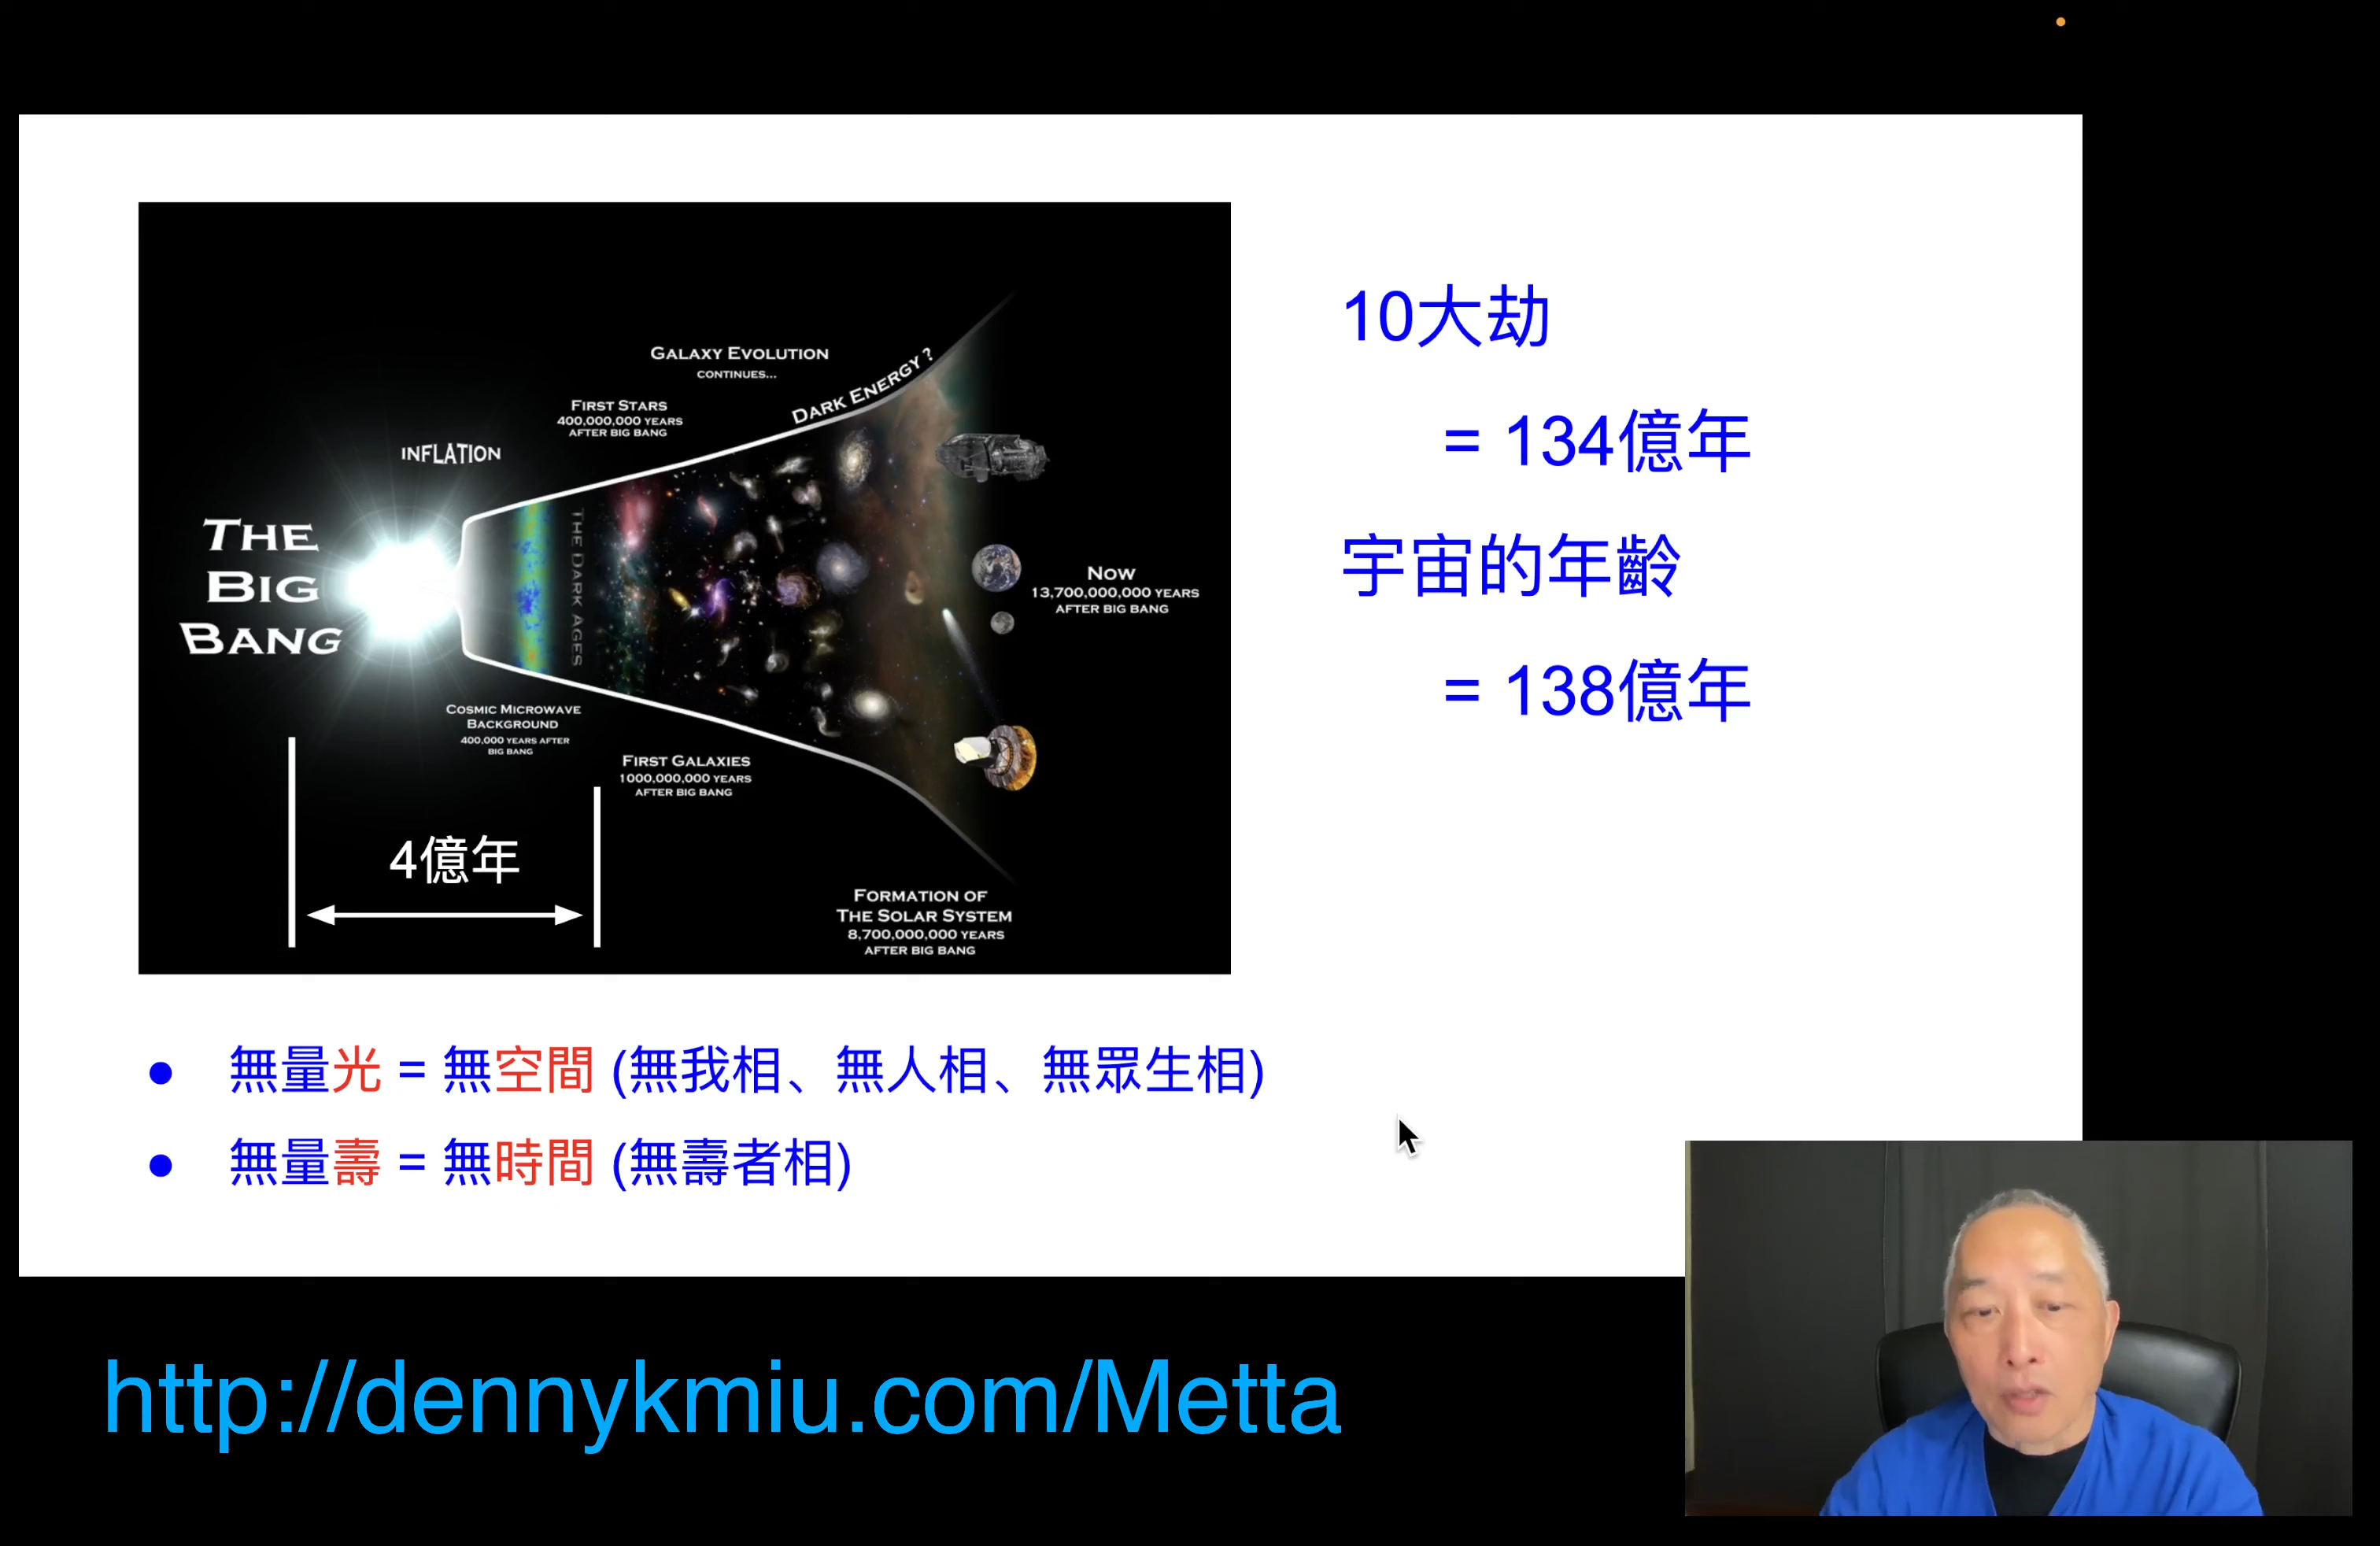 GALAXY EVOLUTION
CONTINUES...
DARK ENERGY ?
FIRST STARS
400,000,000 YEARS
AFTER BIG BANG
INFLATION
THE
BIG
BANG
THE DARK AGES
NOW
13,700,000,000 YEARS
AFTER BIG BANG
COSMIC MICROWAVE
BACKGROUND
400,000 YEARS AFTER
BIG BANG
FIRST GALAXIES
1000,000,000 YEARS
AFTER BIG BANG
4億年
FORMATION OF
THE SOLAR SYSTEM
8,700,000,000 YEARS
AFTER BIG BANG
10大劫
= 134億年
宇宙的年齡
= 138億年
● 無量光 = 無空間 (無我相、無人相、無眾生相)
● 無量壽 = 無時間 (無壽者相)
http://dennykmiu.com/Metta